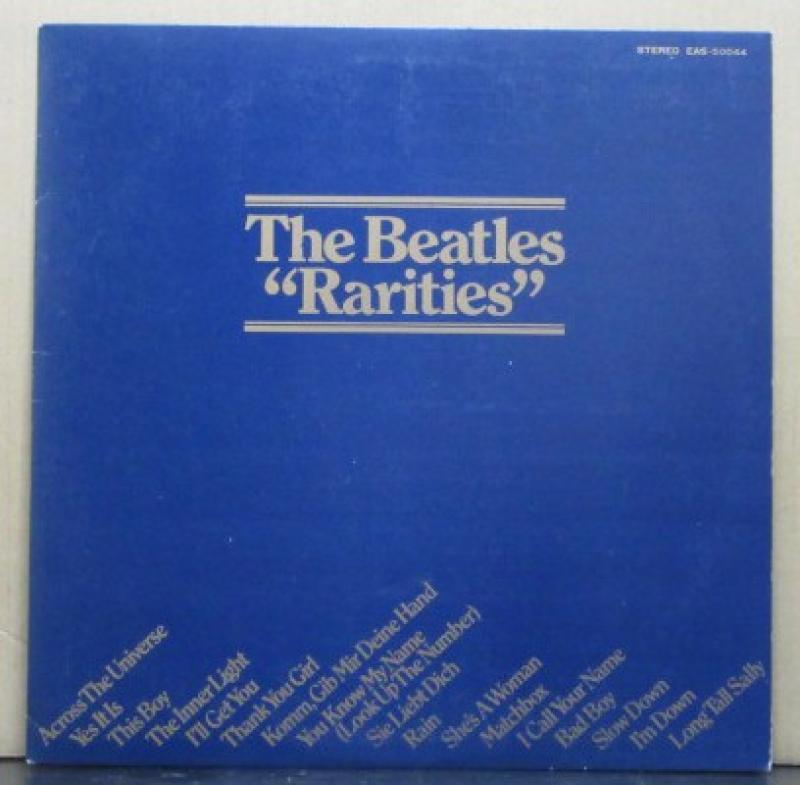 STEREO EAS-50044
The Beatles
“Rarities”
Across The Universe
Yes It Is
This Boy
The Inner Light
I'll Get You
Thank You Girl
Komm, Gib Mir Deine Hand
You Know My Name
(Look Up The Number)
Sie Liebt Dich
Rain
She's A Woman
Matchbox
I Call Your Name
Bad Boy
Slow Down
I'm Down
Long Tall Sally